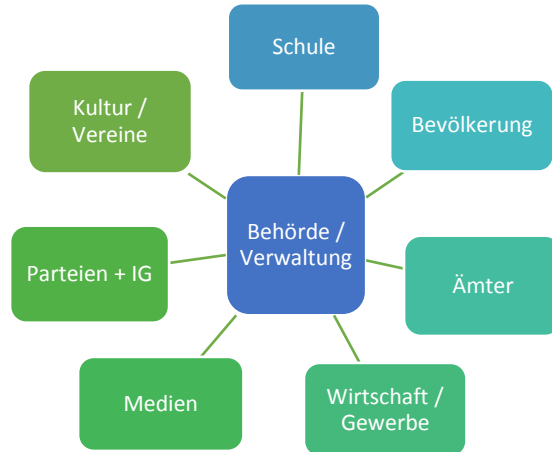 Schule
Kultur /
Vereine
Bevölkerung
Behörde /
Verwaltung
Parteien + IG
Ämter
Medien
Wirtschaft /
Gewerbe